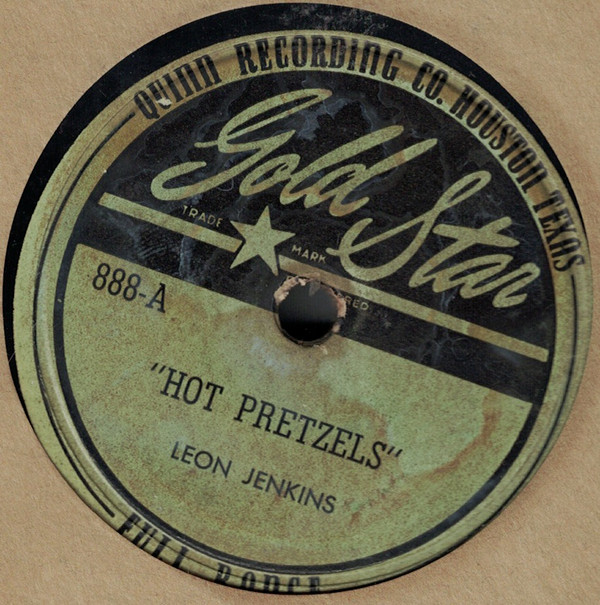 QUINN RECORDING CO. HOUSTON TEXAS
Gold Star
TRADE MARK
888-A
"HOT PRETZELS"
LEON JENKINS
FULL RANGE